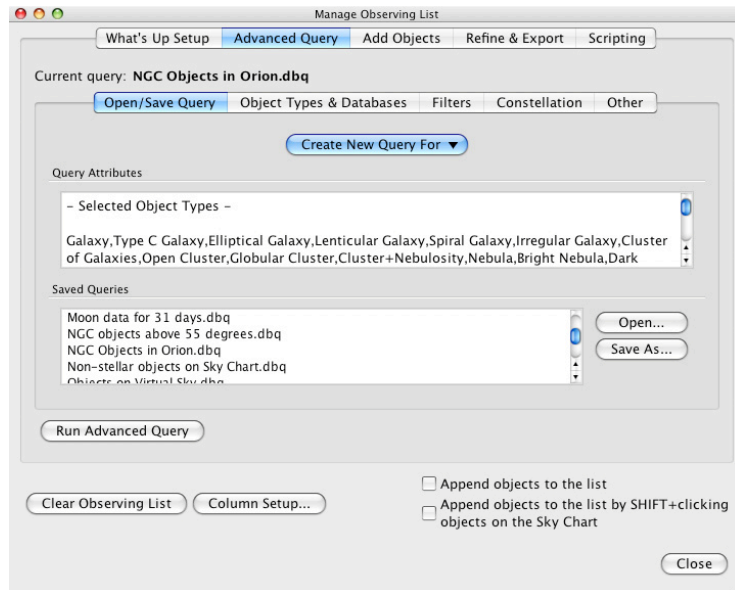 Manage Observing List
What's Up Setup Advanced Query Add Objects Refine & Export Scripting
Current query: NGC Objects in Orion.dbq
Open/Save Query Object Types & Databases Filters Constellation Other
Create New Query For ▼
Query Attributes
– Selected Object Types –
Galaxy,Type C Galaxy,Elliptical Galaxy,Lenticular Galaxy,Spiral Galaxy,Irregular Galaxy,Cluster
of Galaxies,Open Cluster,Globular Cluster,Cluster+Nebulosity,Nebula,Bright Nebula,Dark
Saved Queries
Moon data for 31 days.dbq
NGC objects above 55 degrees.dbq
NGC Objects in Orion.dbq
Non-stellar objects on Sky Chart.dbq
Objects on Virtual Sky.dbq
Open...
Save As...
Run Advanced Query
Append objects to the list
Clear Observing List Column Setup...
Append objects to the list by SHIFT+clicking
objects on the Sky Chart
Close